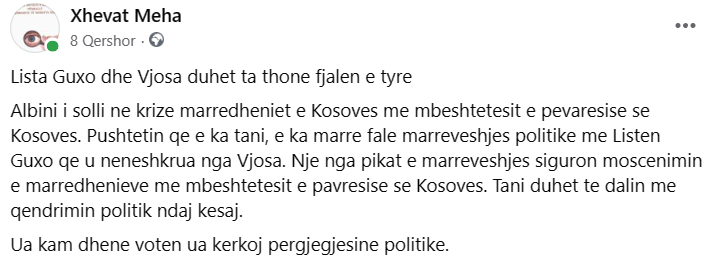 Xhevat Meha
8 Qershor ·
Lista Guxo dhe Vjosa duhet ta thone fjalen e tyre
Albini i solli ne krize marredheniet e Kosoves me mbeshtetesit e pevaresise se
Kosoves. Pushtetin qe e ka tani, e ka marre fale marreveshjes politike me Listen
Guxo qe u neneshkrua nga Vjosa. Nje nga pikat e marreveshjes siguron moscenimin
e marredhenieve me mbeshtetesit e pavresise se Kosoves. Tani duhet te dalin me
qendrimin politik ndaj kesaj.
Ua kam dhene voten ua kerkoj pergjegjesine politike.